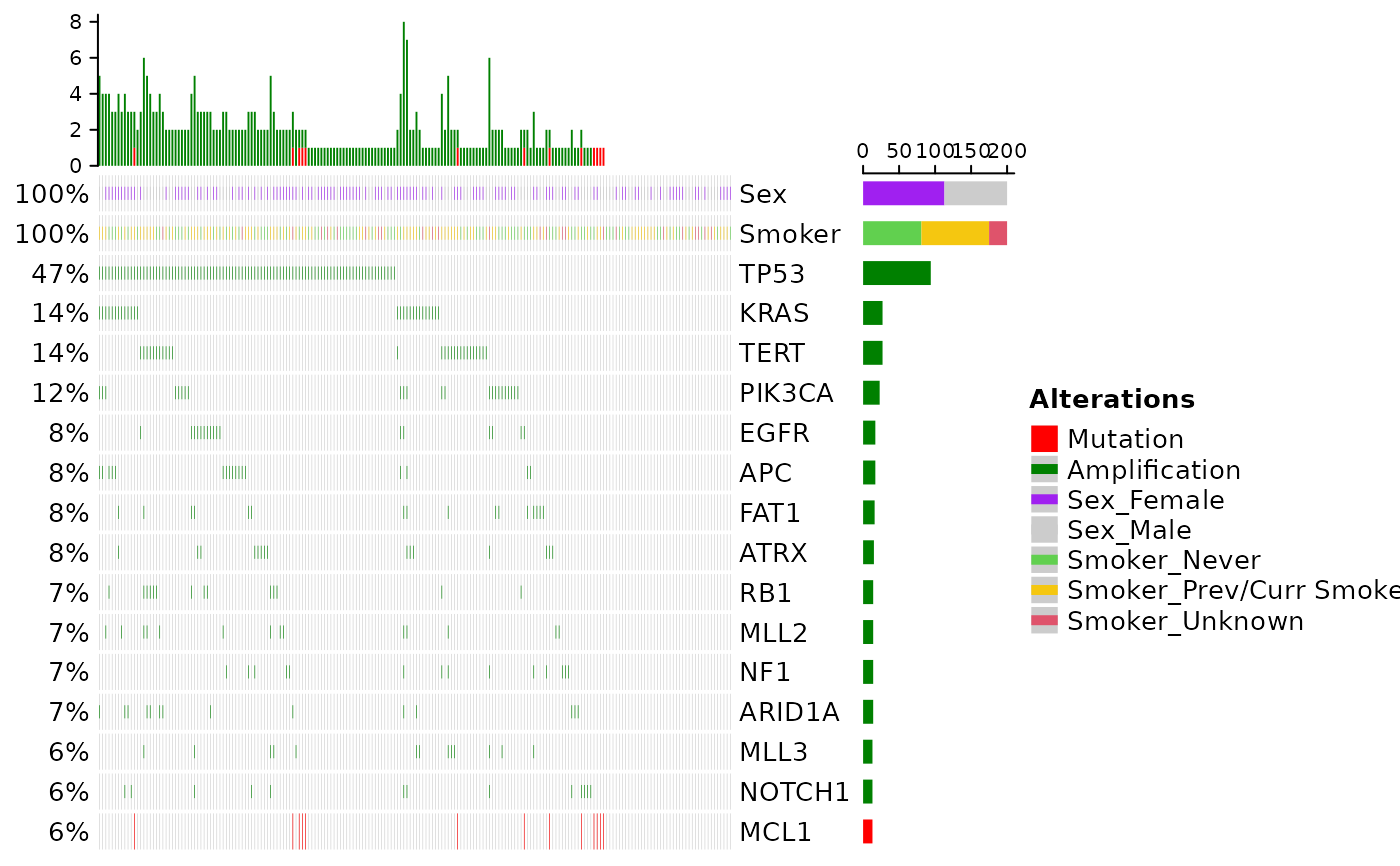 8
6
4
2
0
0 50 100 150 200
100% Sex
100% Smoker
47% TP53
14% KRAS
14% TERT
12% PIK3CA
8% EGFR
8% APC
8% FAT1
8% ATRX
7% RB1
7% MLL2
7% NF1
7% ARID1A
6% MLL3
6% NOTCH1
6% MCL1
Alterations
Mutation
Amplification
Sex_Female
Sex_Male
Smoker_Never
Smoker_Prev/Curr Smoke
Smoker_Unknown